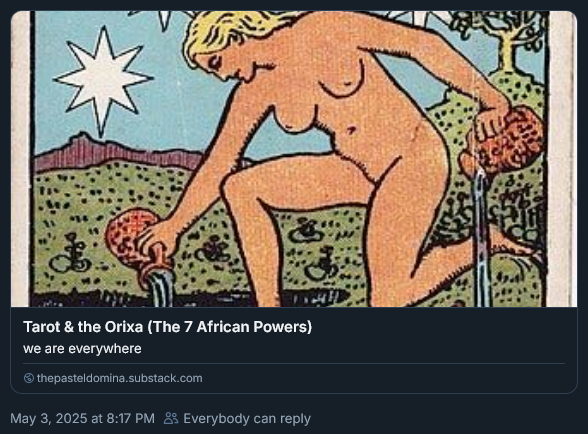 Tarot & the Orixa (The 7 African Powers)
we are everywhere
thepasteldomina.substack.com
May 3, 2025 at 8:17 PM Everybody can reply